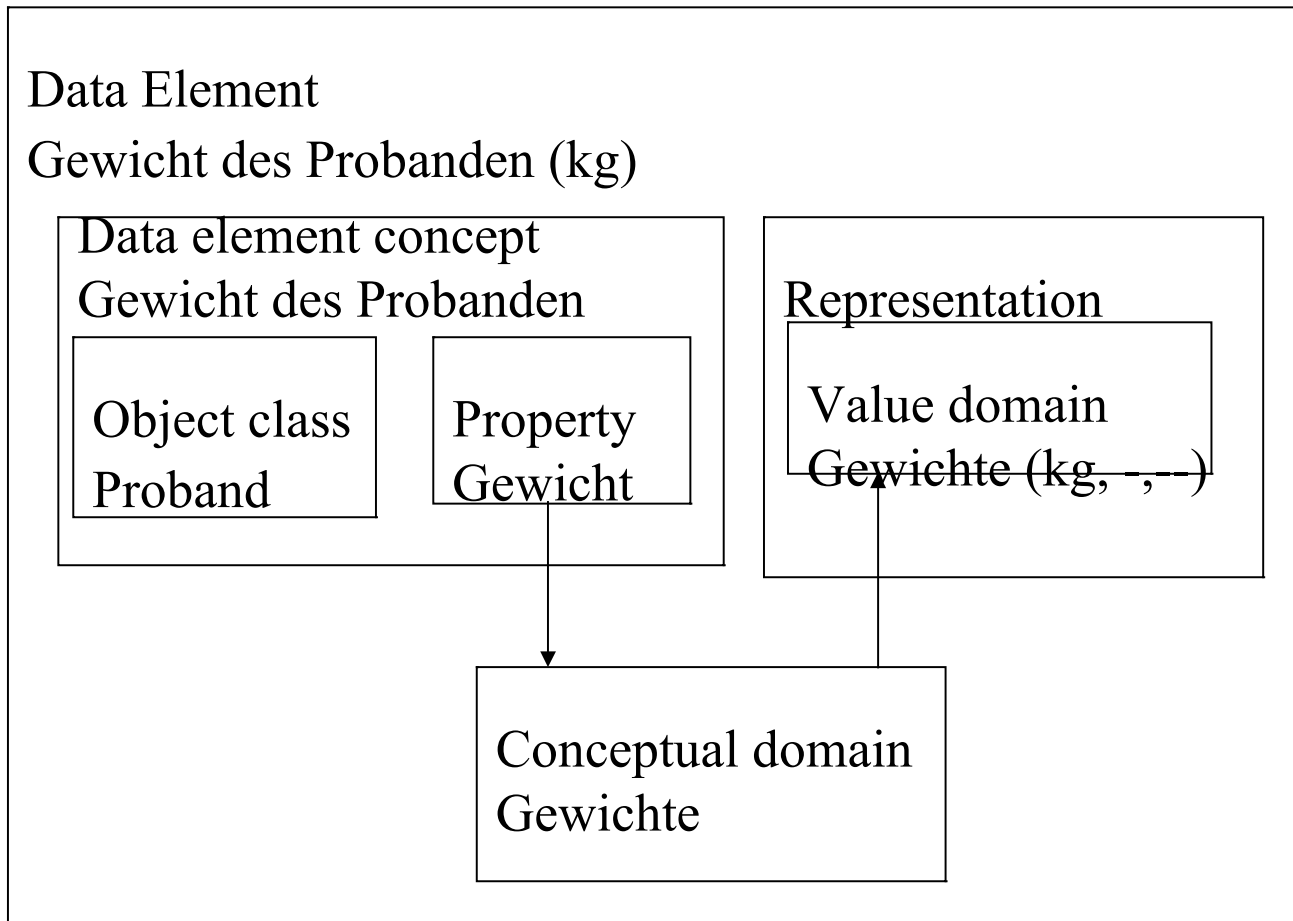 Data Element
Gewicht des Probanden (kg)
Data element concept
Gewicht des Probanden
Object class
Proband
Property
Gewicht
Representation
Value domain
Gewichte (kg, -,--)
Conceptual domain
Gewichte